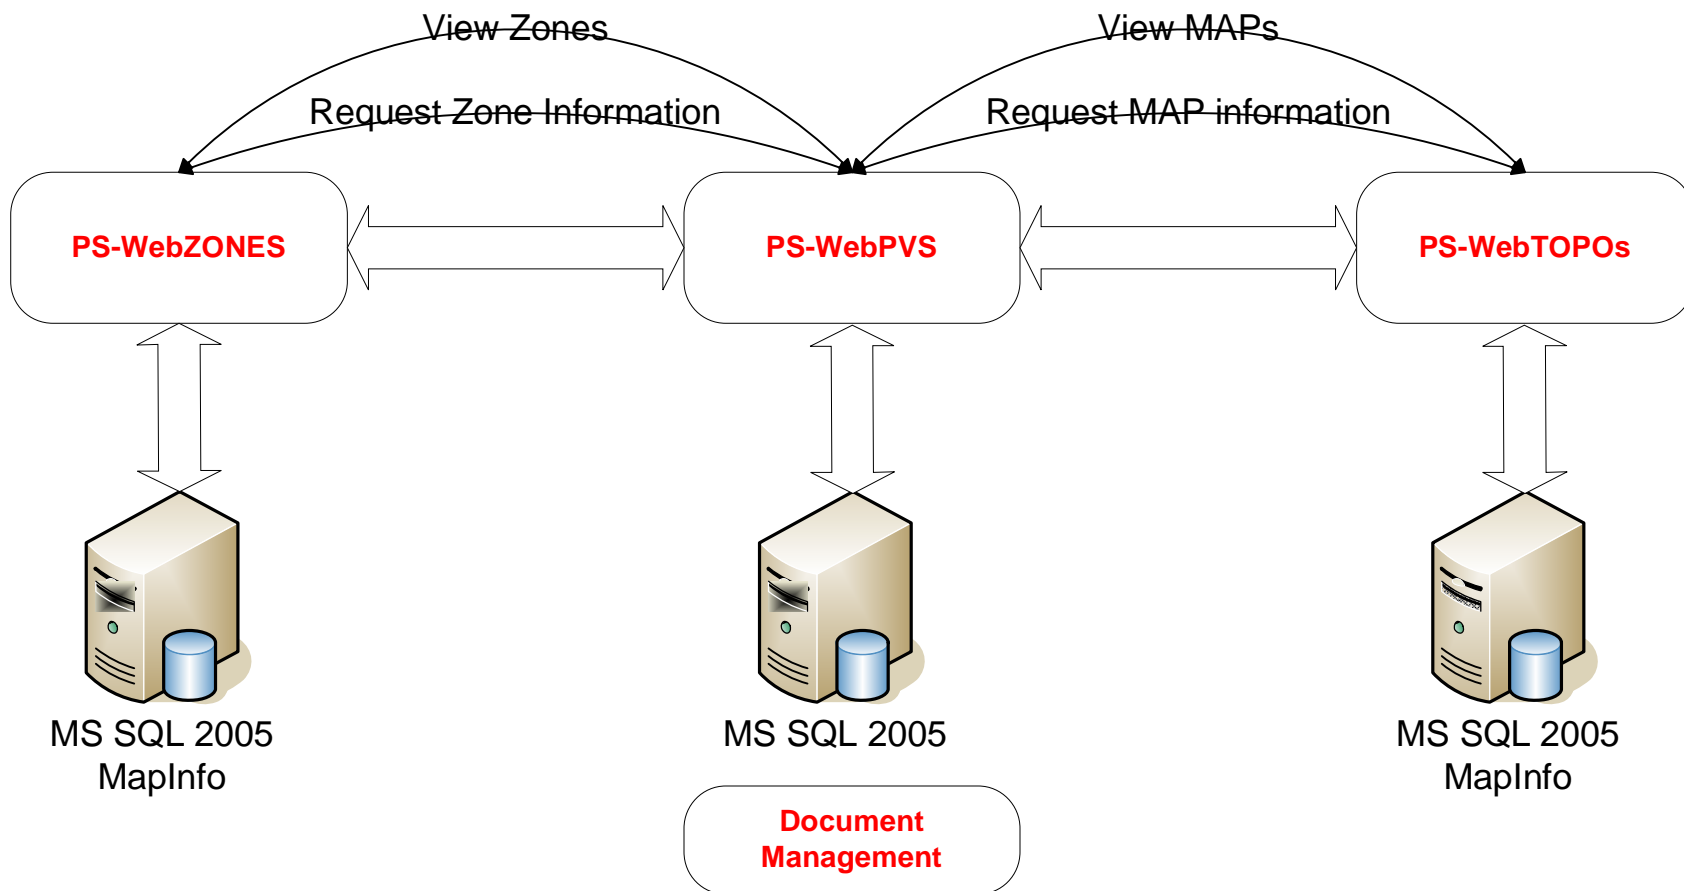 View Zones
View MAPs
Request Zone Information
Request MAP information
PS-WebZONES
PS-WebPVS
PS-WebTOPOs
MS SQL 2005
MapInfo
MS SQL 2005
MS SQL 2005
MapInfo
Document
Management